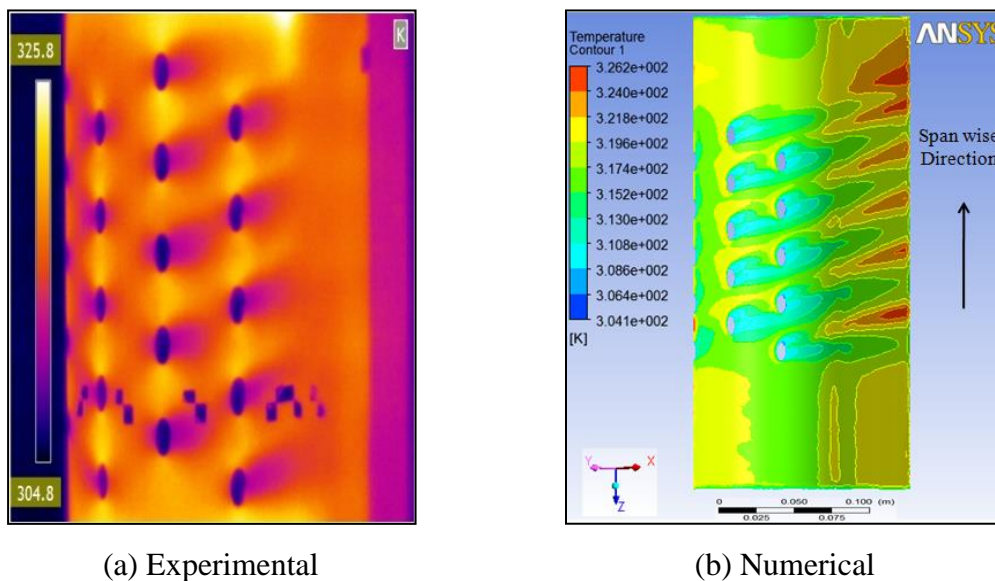 325.8
K
304.8
(a) Experimental
Temperature
Contour 1
3.262e+002
3.240e+002
3.218e+002
3.196e+002
3.174e+002
3.152e+002
3.130e+002
3.108e+002
3.086e+002
3.064e+002
3.041e+002
[K]
ANSYS
Span wise
Direction
Y X
Z
0 0.050 0.100 (m)
0.025 0.075
(b) Numerical